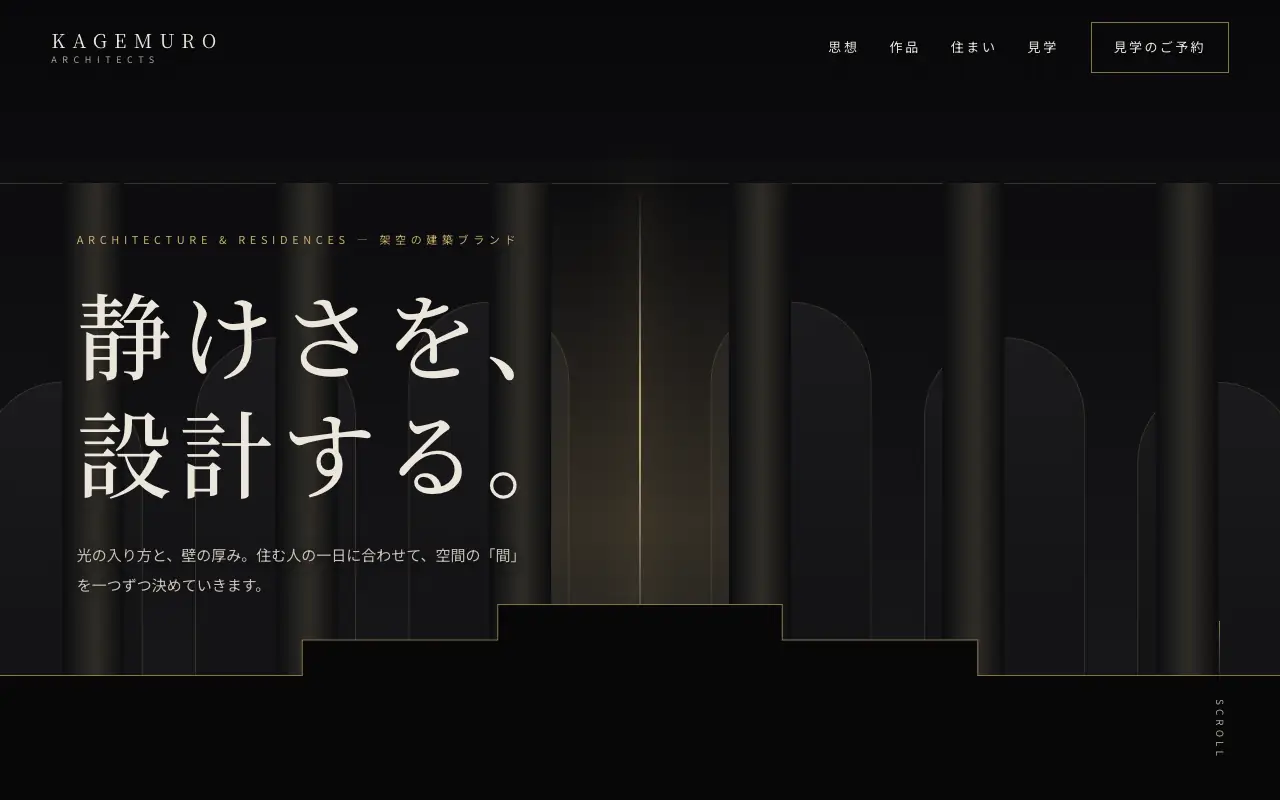 KAGEMURO
ARCHITECTS
思想
作品
住まい
見学
見学のご予約
ARCHITECTURE & RESIDENCES — 架空の建築ブランド
静けさを、
設計する。
光の入り方と、壁の厚み。住む人の一日に合わせて、空間の「間」
を一つずつ決めていきます。
SCROLL